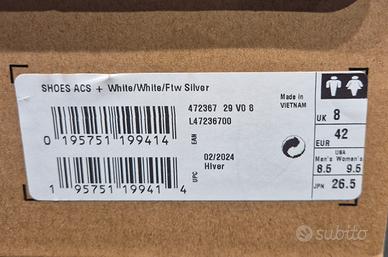 SHOES ACS + White/White/Ftw Silver
472367 29 V0 8
L47236700
Made in
VIETNAM
EAN
0 195751 199414
02/2024
Hiver
UPC
1 95751 19941 4
UK 8
42
EUR
USA
Men's Women's
8.5 9.5
JPN 26.5
subito